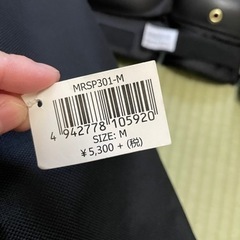 MRSP301-M
4 942778 105920
SIZE: M
¥5,300 + (税)